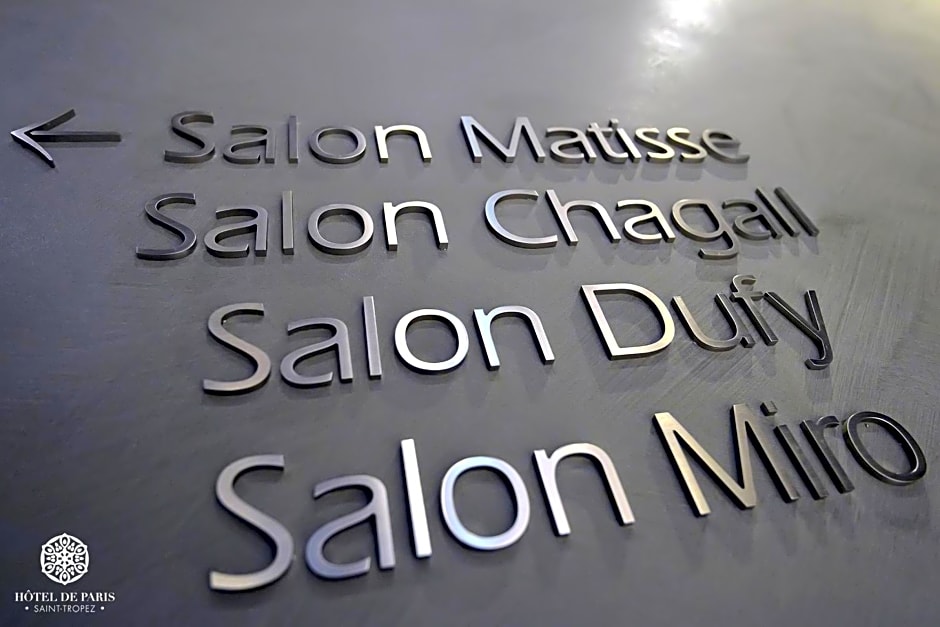 ← Salon Matisse
Salon Chagall
Salon Dufy
Salon Miro
HÔTEL DE PARIS
• SAINT-TROPEZ •